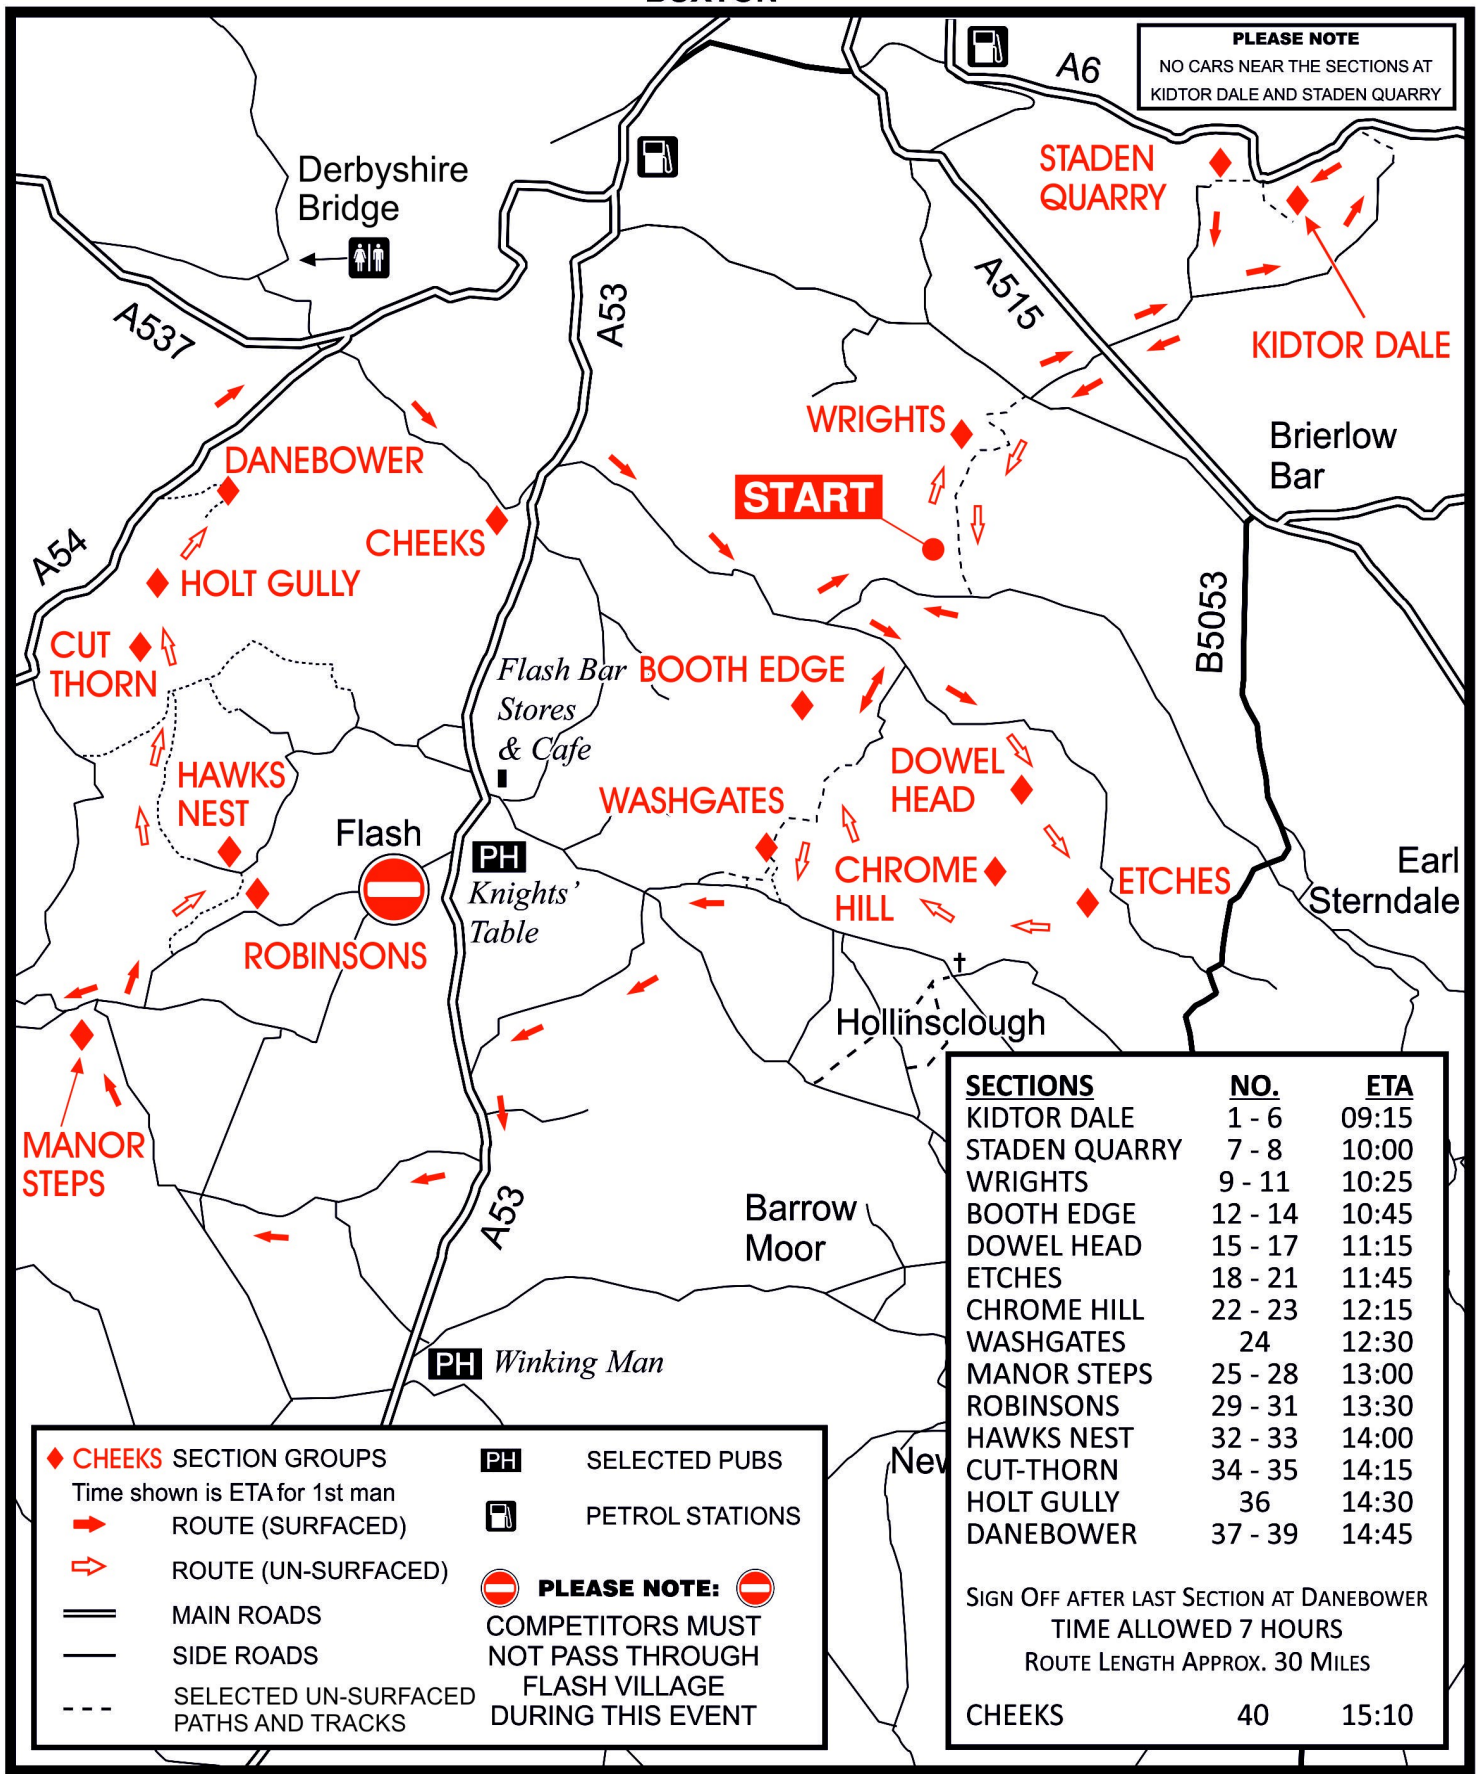 BUXTON
PLEASE NOTE
NO CARS NEAR THE SECTIONS AT
KIDTOR DALE AND STADEN QUARRY
A6
STADEN
QUARRY
Derbyshire
Bridge
A53
A515
A537
KIDTOR DALE
WRIGHTS
Brierlow
Bar
DANEBOWER
START
CHEEKS
A54
HOLT GULLY
B5053
CUT
THORN
Flash Bar
Stores
& Cafe
BOOTH EDGE
DOWEL
HEAD
HAWKS
NEST
WASHGATES
Flash
PH
Knights'
Table
CHROME
HILL
ETCHES
Earl
Sterndale
ROBINSONS
Hollinsclough
MANOR
STEPS
A53
Barrow
Moor
PH Winking Man
New
SECTIONS NO. ETA
KIDTOR DALE 1 - 6 09:15
STADEN QUARRY 7 - 8 10:00
WRIGHTS 9 - 11 10:25
BOOTH EDGE 12 - 14 10:45
DOWEL HEAD 15 - 17 11:15
ETCHES 18 - 21 11:45
CHROME HILL 22 - 23 12:15
WASHGATES 24 12:30
MANOR STEPS 25 - 28 13:00
ROBINSONS 29 - 31 13:30
HAWKS NEST 32 - 33 14:00
CUT-THORN 34 - 35 14:15
HOLT GULLY 36 14:30
DANEBOWER 37 - 39 14:45
SIGN OFF AFTER LAST SECTION AT DANEBOWER
TIME ALLOWED 7 HOURS
ROUTE LENGTH APPROX. 30 MILES
CHEEKS 40 15:10
CHEEKS SECTION GROUPS
Time shown is ETA for 1st man
ROUTE (SURFACED)
ROUTE (UN-SURFACED)
MAIN ROADS
SIDE ROADS
SELECTED UN-SURFACED
PATHS AND TRACKS
PH SELECTED PUBS
PETROL STATIONS
PLEASE NOTE:
COMPETITORS MUST
NOT PASS THROUGH
FLASH VILLAGE
DURING THIS EVENT